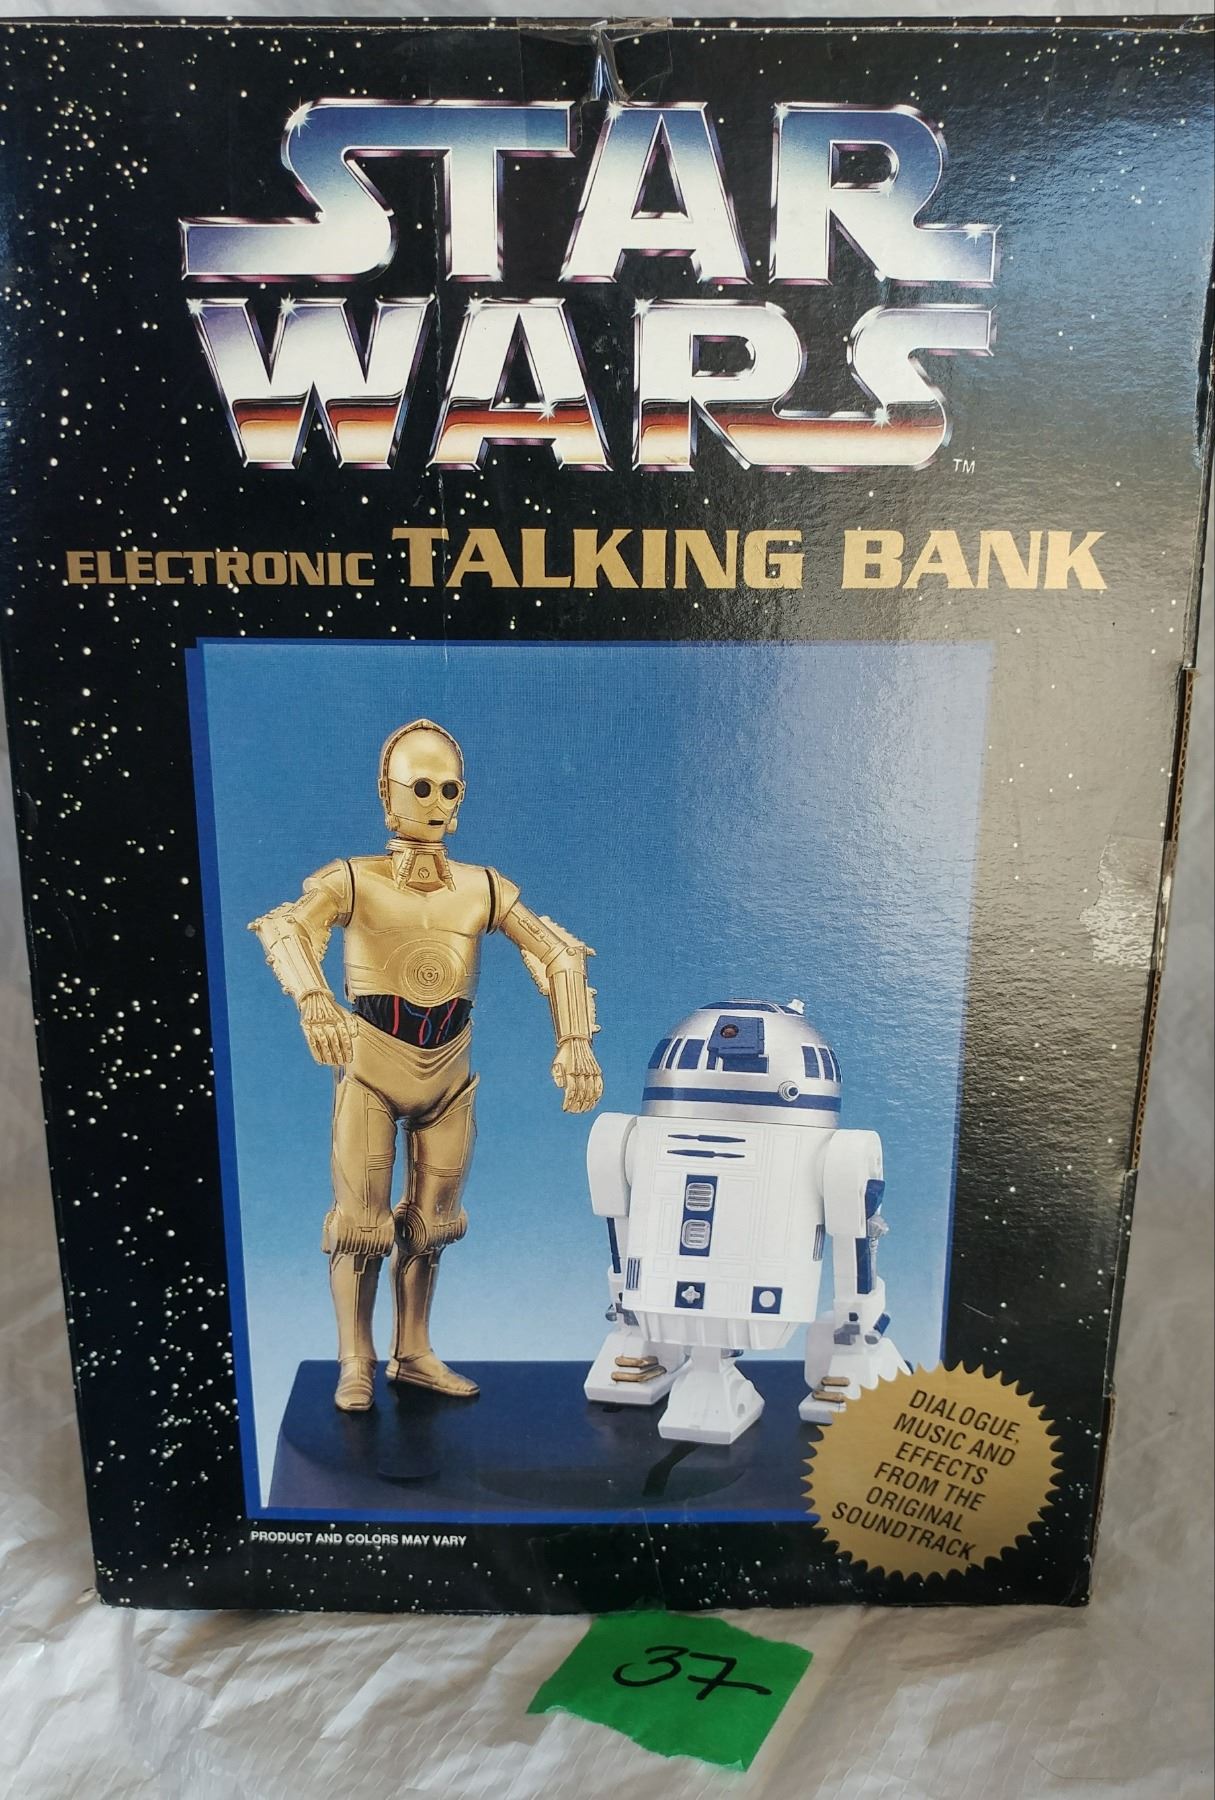 STAR
WARS
TM
ELECTRONIC TALKING BANK
DIALOGUE,
MUSIC AND
EFFECTS
FROM THE
ORIGINAL
SOUNDTRACK
PRODUCT AND COLORS MAY VARY
37